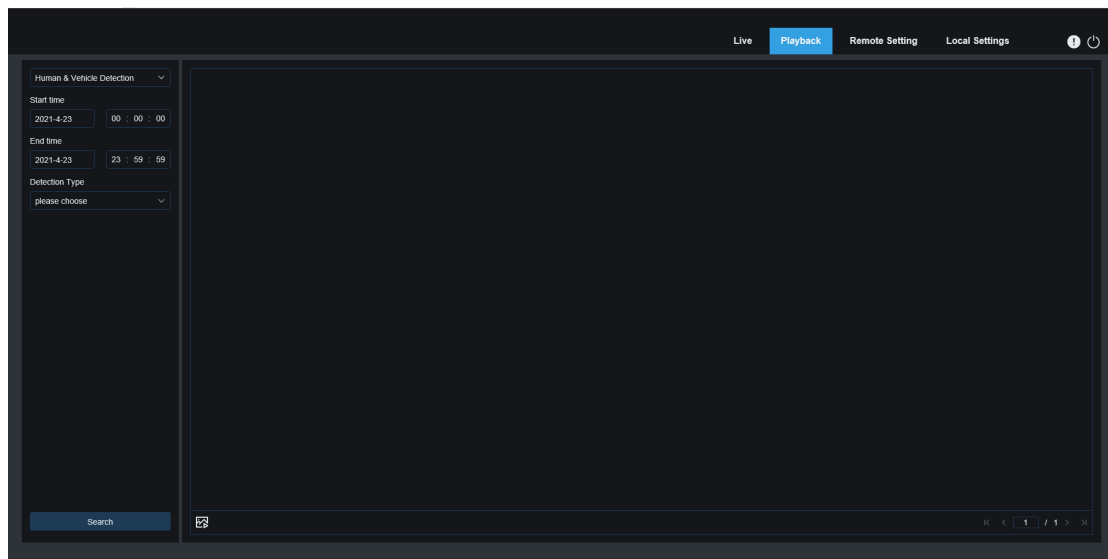 Live Playback Remote Setting Local Settings
Human & Vehicle Detection
Start time
2021-4-23 00 : 00 : 00
End time
2021-4-23 23 : 59 : 59
Detection Type
please choose
Search
1 / 1